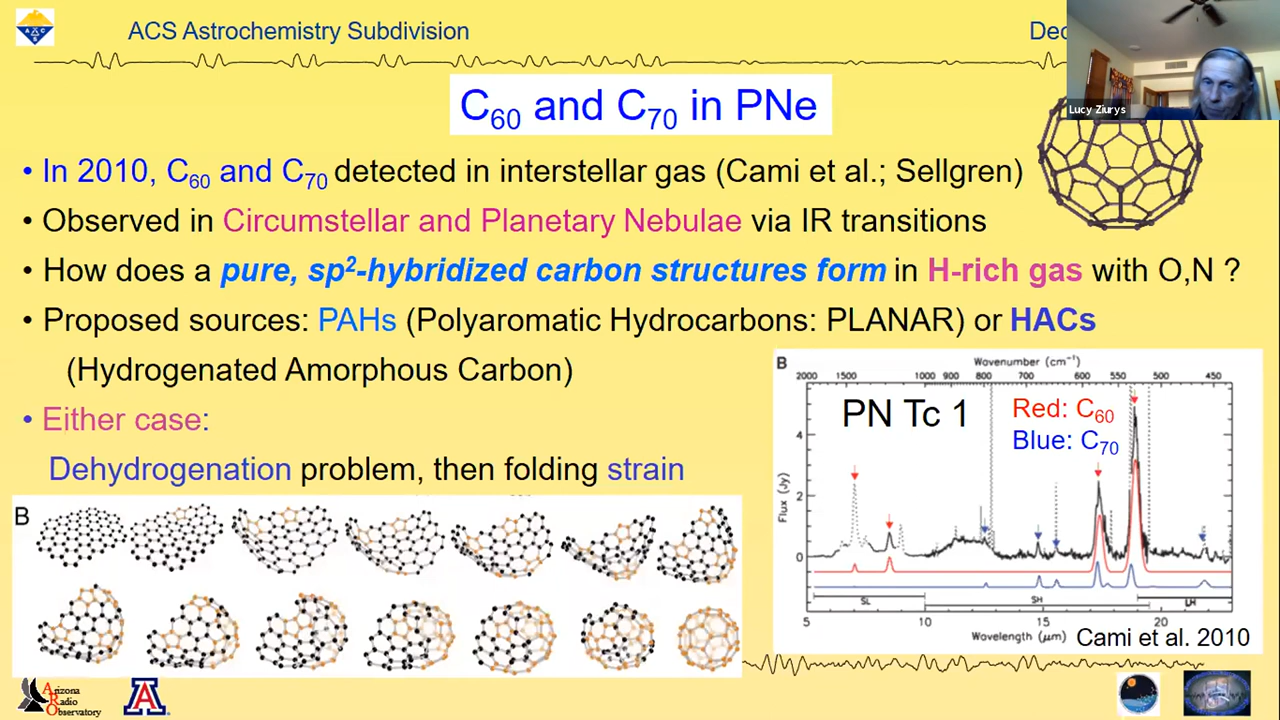 ACS Astrochemistry Subdivision
Dec
Lucy Ziurys
C60 and C70 in PNe
• In 2010, C60 and C70 detected in interstellar gas (Cami et al.; Sellgren)
• Observed in Circumstellar and Planetary Nebulae via IR transitions
• How does a pure, sp2-hybridized carbon structures form in H-rich gas with O,N ?
• Proposed sources: PAHs (Polyaromatic Hydrocarbons: PLANAR) or HACs
(Hydrogenated Amorphous Carbon)
• Either case:
Dehydrogenation problem, then folding strain
B
B
Wavenumber (cm-1)
2000 1500 1000 900 800 700 600 550 500 450
PN Tc 1
Red: C60
Blue: C70
Flux (Jy)
4
2
0
SL SH LH
5 10 15 20
Wavelength (μm)
Cami et al. 2010
Arizona
Radio
Observatory
A